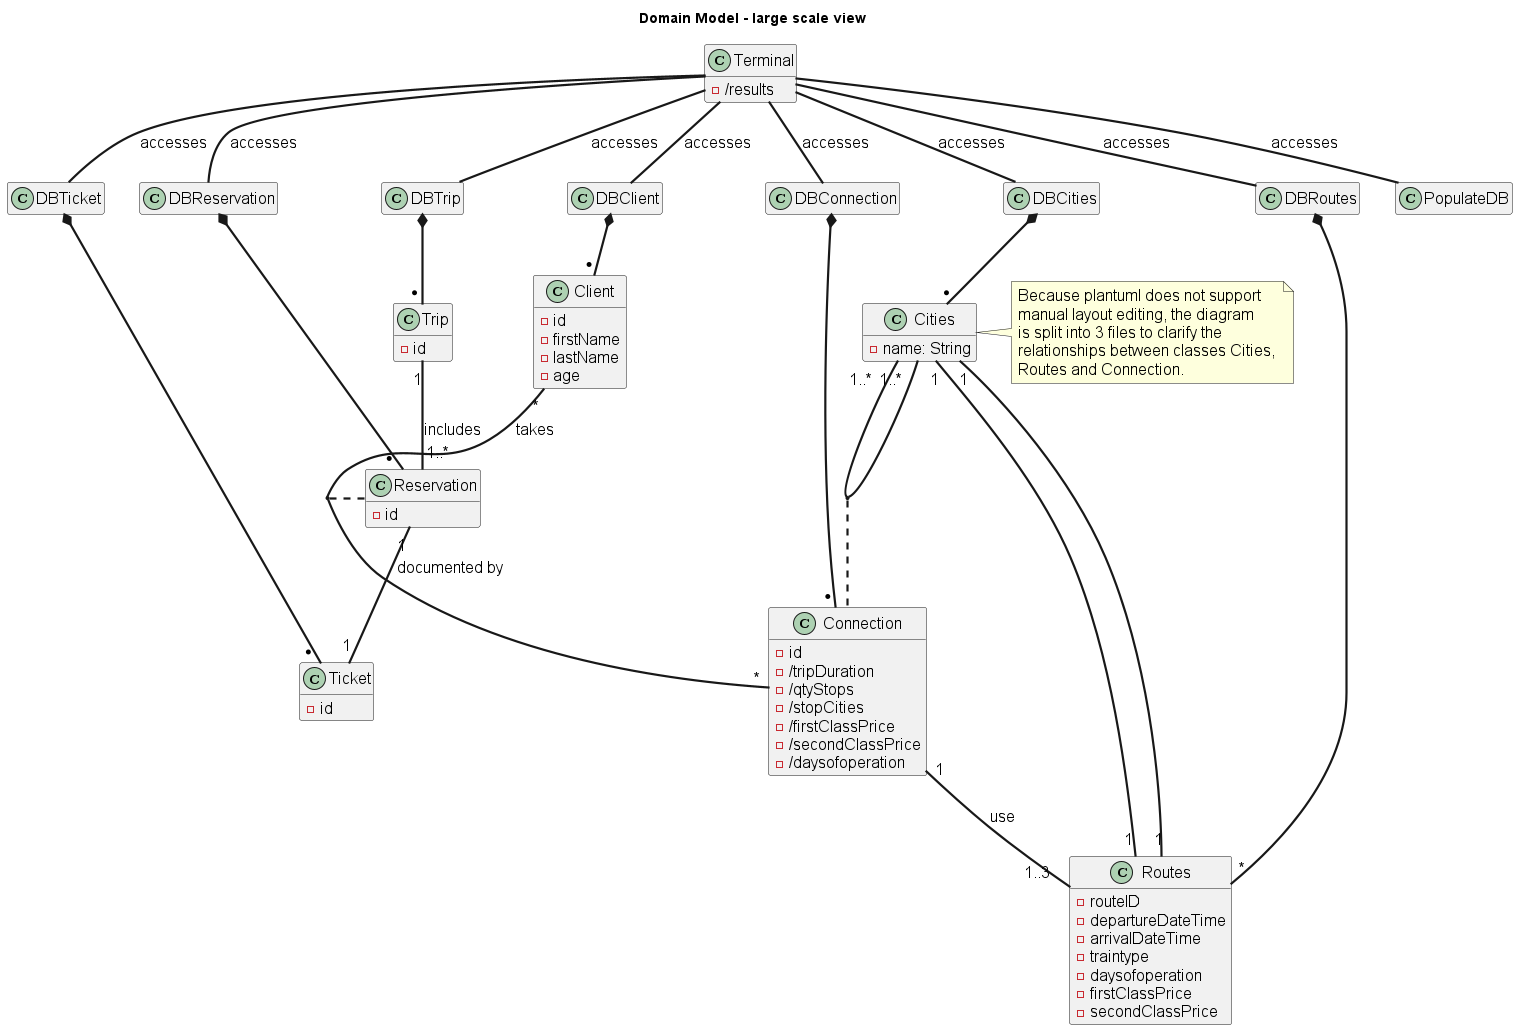 Domain Model - large scale view
C Terminal
/results
accesses
accesses
accesses
accesses
accesses
accesses
accesses
accesses
C DBTicket
C DBReservation
C DBTrip
C DBClient
C DBConnection
C DBCities
C DBRoutes
C PopulateDB
C Client
id
firstName
lastName
age
C Trip
id
C Cities
name: String
Because plantuml does not support
manual layout editing, the diagram
is split into 3 files to clarify the
relationships between classes Cities,
Routes and Connection.
1
1..*
1..*
1
1
*
includes
takes
1..*
C Reservation
id
1
documented by
1
C Ticket
id
*
C Connection
id
/tripDuration
/qtyStops
/stopCities
/firstClassPrice
/secondClassPrice
/daysofoperation
1
use
1..3
1
1
*
C Routes
routeID
departureDateTime
arrivalDateTime
traintype
daysofoperation
firstClassPrice
secondClassPrice